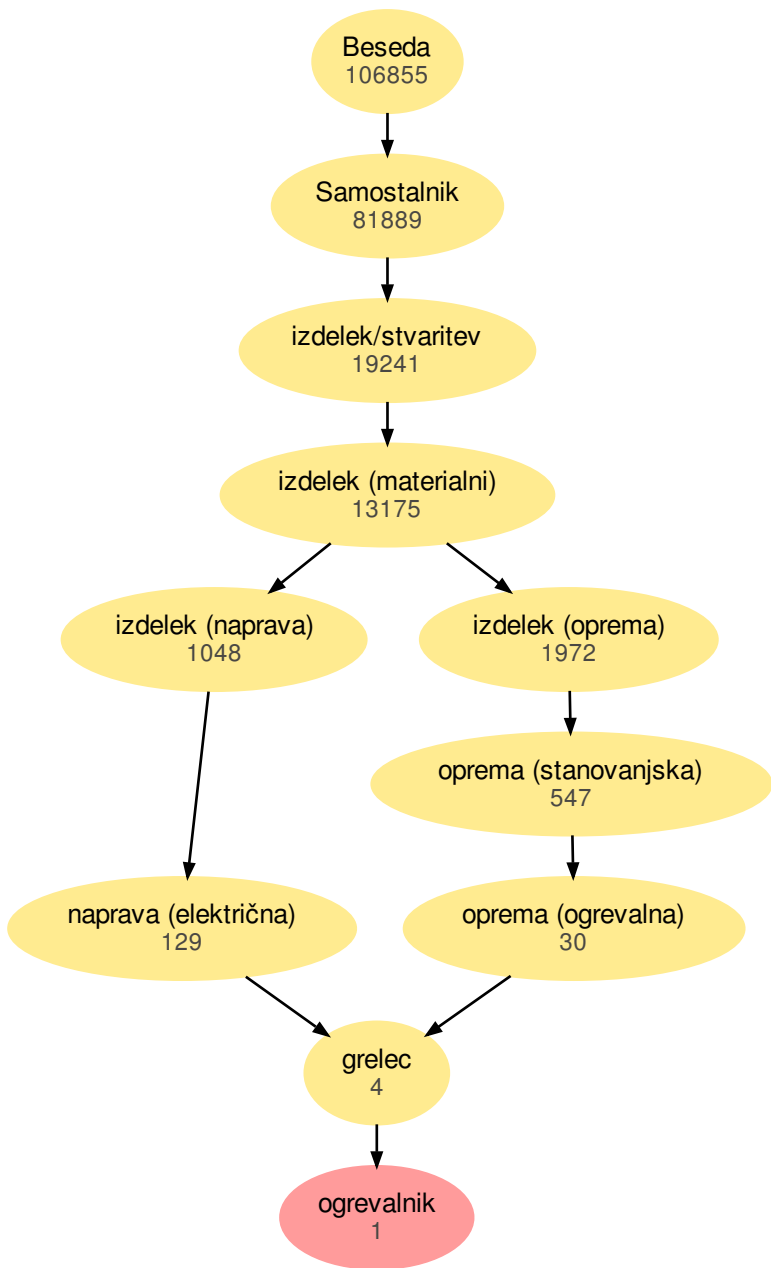 Beseda
106855
Samostalnik
81889
izdelek/stvaritev
19241
izdelek (materialni)
13175
izdelek (naprava)
1048
izdelek (oprema)
1972
oprema (stanovanjska)
547
naprava (električna)
129
oprema (ogrevalna)
30
grelec
4
ogrevalnik
1